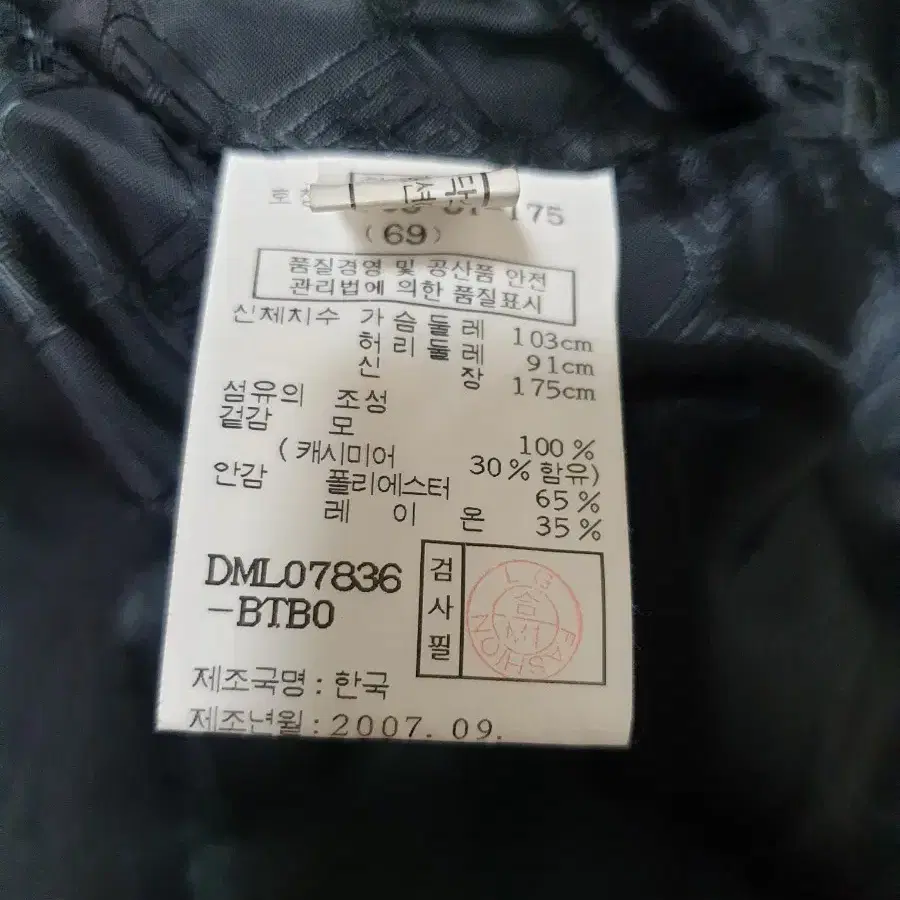 175
(69)
품질경영 및 공산품 안전
관리법에 의한 품질표시
신체치수 가슴둘레 103cm
허리둘레 91cm
신장 175cm
섬유의 조성
겉감 모 100%
(캐시미어 30%함유)
안감 폴리에스터 65%
레이온 35%
DML07836
-BTB0
검사필
LG FASHION
제조국명 : 한국
제조년월 : 2007. 09.